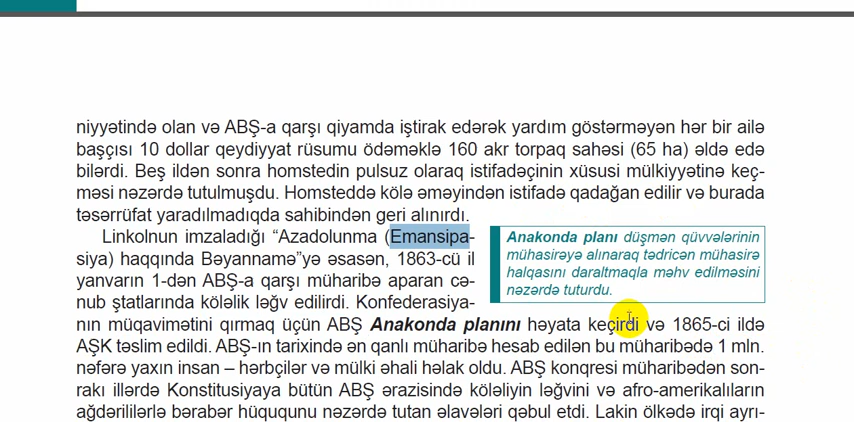 niyyətində olan və ABŞ-a qarşı qiyamda iştirak edərək yardım göstərməyən hər bir ailə
başçısı 10 dollar qeydiyyat rüsumu ödəməklə 160 akr torpaq sahəsi (65 ha) əldə edə
bilərdi. Beş ildən sonra homstedin pulsuz olaraq istifadəçinin xüsusi mülkiyyətinə keç-
məsi nəzərdə tutulmuşdu. Homsteddə kölə əməyindən istifadə qadağan edilir və burada
təsərrüfat yaradılmadıqda sahibindən geri alınırdı.
Linkolnun imzaladığı “Azadolunma (Emansipa-
siya) haqqında Bəyannamə”yə əsasən, 1863-cü il
yanvarın 1-dən ABŞ-a qarşı müharibə aparan cə-
nub ştatlarında köləlik ləğv edilirdi. Konfederasiya-
nın müqavimətini qırmaq üçün ABŞ Anakonda planını həyata keçirdi və 1865-ci ildə
AŞK təslim edildi. ABŞ-ın tarixində ən qanlı müharibə hesab edilən bu müharibədə 1 mln.
nəfərə yaxın insan – hərbçilər və mülki əhali həlak oldu. ABŞ konqresi müharibədən son-
rakı illərdə Konstitusiyaya bütün ABŞ ərazisində köləliyin ləğvini və afro-amerikalıların
ağdərililərlə bərabər hüququnu nəzərdə tutan əlavələri qəbul etdi. Lakin ölkədə irqi ayrı-
Anakonda planı düşmən qüvvələrinin
mühasirəyə alınaraq tədricən mühasirə
halqasını daraltmaqla məhv edilməsini
nəzərdə tuturdu.